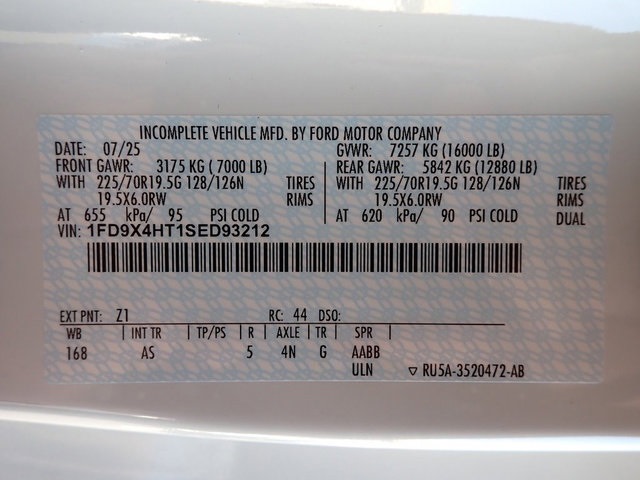 INCOMPLETE VEHICLE MFD. BY FORD MOTOR COMPANY
DATE: 07/25 GVWR: 7257 KG (16000 LB)
FRONT GAWR: 3175 KG ( 7000 LB) REAR GAWR: 5842 KG (12880 LB)
WITH 225/70R19.5G 128/126N TIRES WITH 225/70R19.5G 128/126N TIRES
19.5X6.0RW RIMS 19.5X6.0RW RIMS
AT 655 kPa/ 95 PSI COLD AT 620 kPa/ 90 PSI COLD DUAL
VIN: 1FD9X4HT1SED93212
EXT PNT: Z1 RC: 44 DSO:
WB | INT TR | TP/PS | R | AXLE | TR | SPR
168 AS 5 4N G AABB
ULN ▽ RU5A-3520472-AB